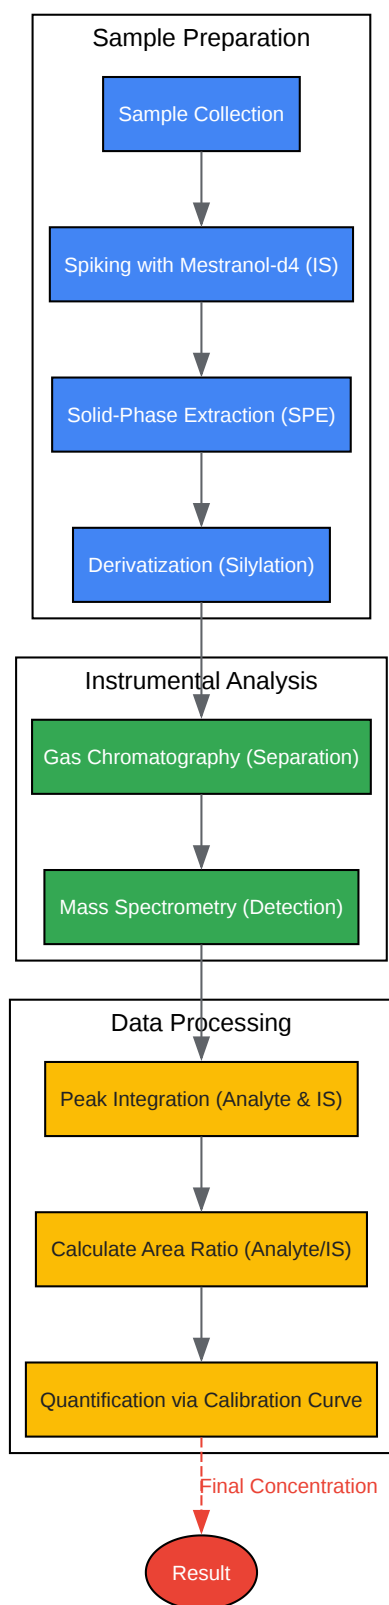 Sample Preparation
Sample Collection
Spiking with Mestranol-d4 (IS)
Solid-Phase Extraction (SPE)
Derivatization (Silylation)
Instrumental Analysis
Gas Chromatography (Separation)
Mass Spectrometry (Detection)
Data Processing
Peak Integration (Analyte & IS)
Calculate Area Ratio (Analyte/IS)
Quantification via Calibration Curve
Final Concentration
Result